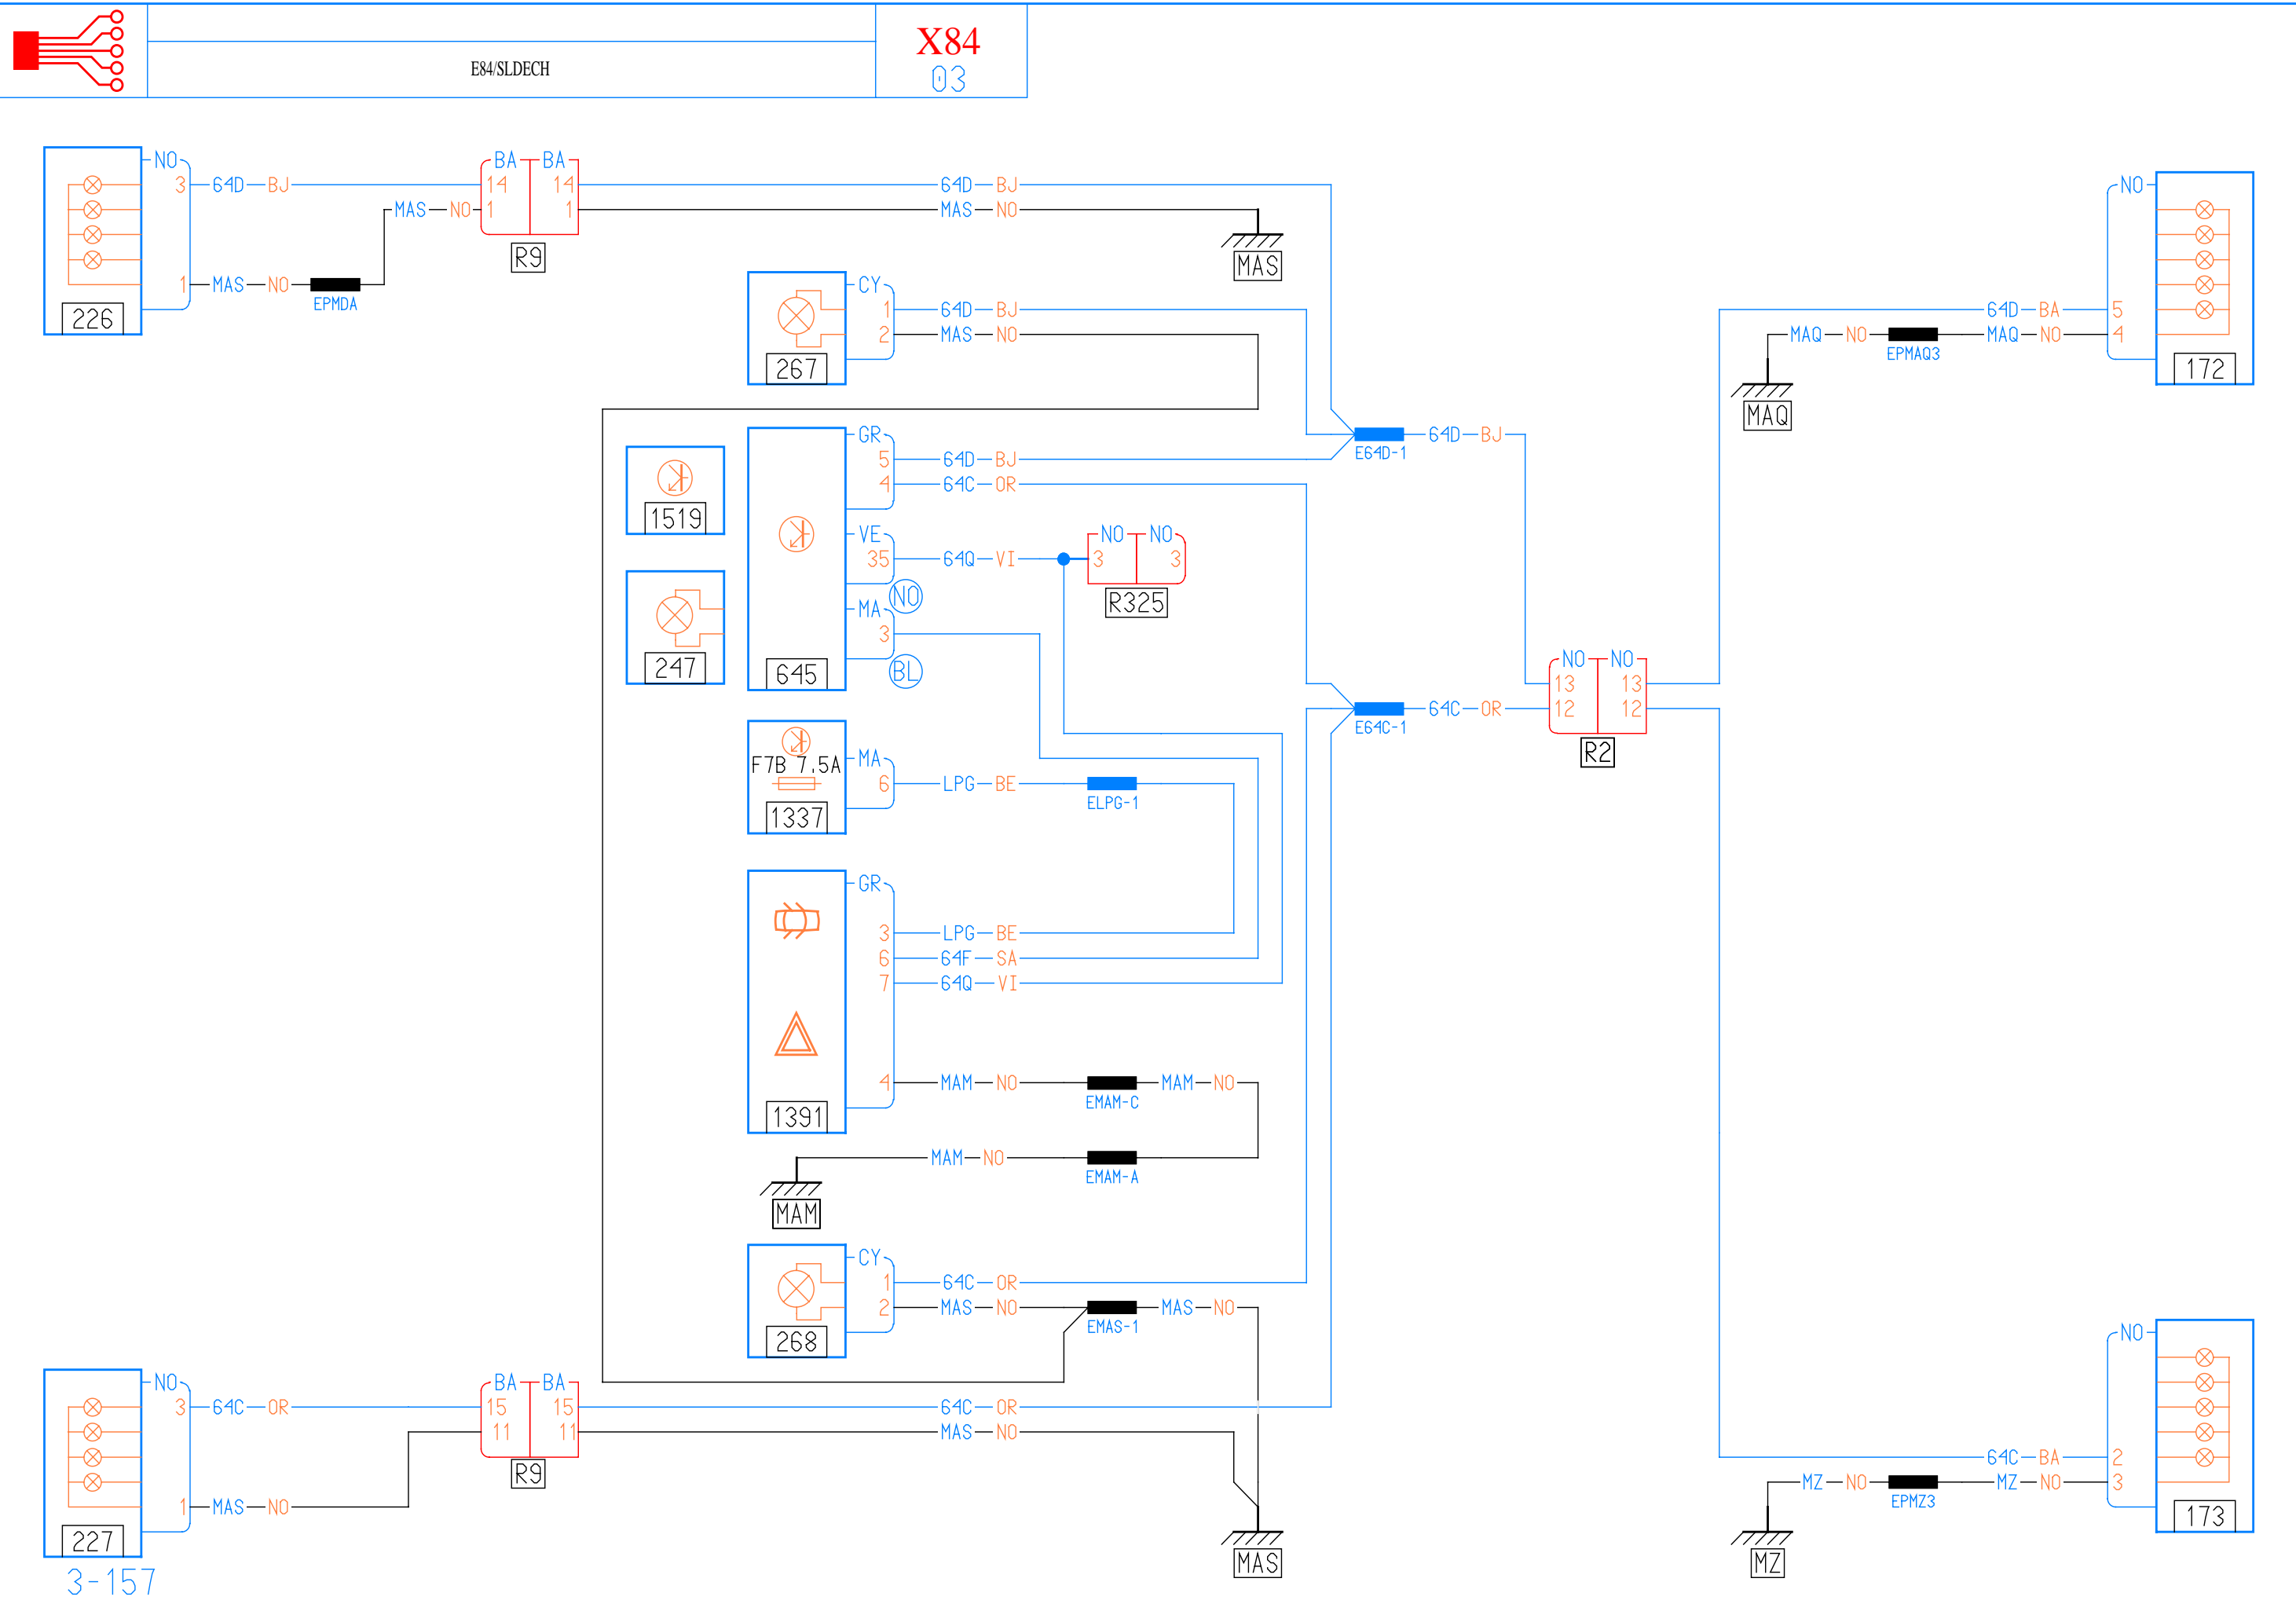 E84/SLDECH
X84
03
NO
3 64D BJ
1 MAS NO
EPMDA
226
MAS NO
BA BA
14 14
1 1
R9
64D BJ
MAS NO
MAS
CY
1 64D BJ
2 MAS NO
267
GR
5 64D BJ
4 64C OR
VE
35 64Q VI
NO
MA
3
BL
645
1519
247
NO NO
3 3
R325
E64D-1
64D BJ
E64C-1
64C OR
NO NO
13 13
12 12
R2
NO
64D BA 5
MAQ NO EPMAQ3 MAQ NO 4
MAQ
172
F7B 7.5A
MA
6 LPG BE
ELPG-1
1337
GR
3 LPG BE
6 64F SA
7 64Q VI
4 MAM NO
EMAM-C
MAM NO
1391
MAM NO
EMAM-A
MAM
CY
1 64C OR
2 MAS NO
EMAS-1
MAS NO
268
NO
3 64C OR
1 MAS NO
227
BA BA
15 15
11 11
R9
64C OR
MAS NO
MAS
NO
64C BA 2
MZ NO EPMZ3 MZ NO 3
MZ
173
3-157